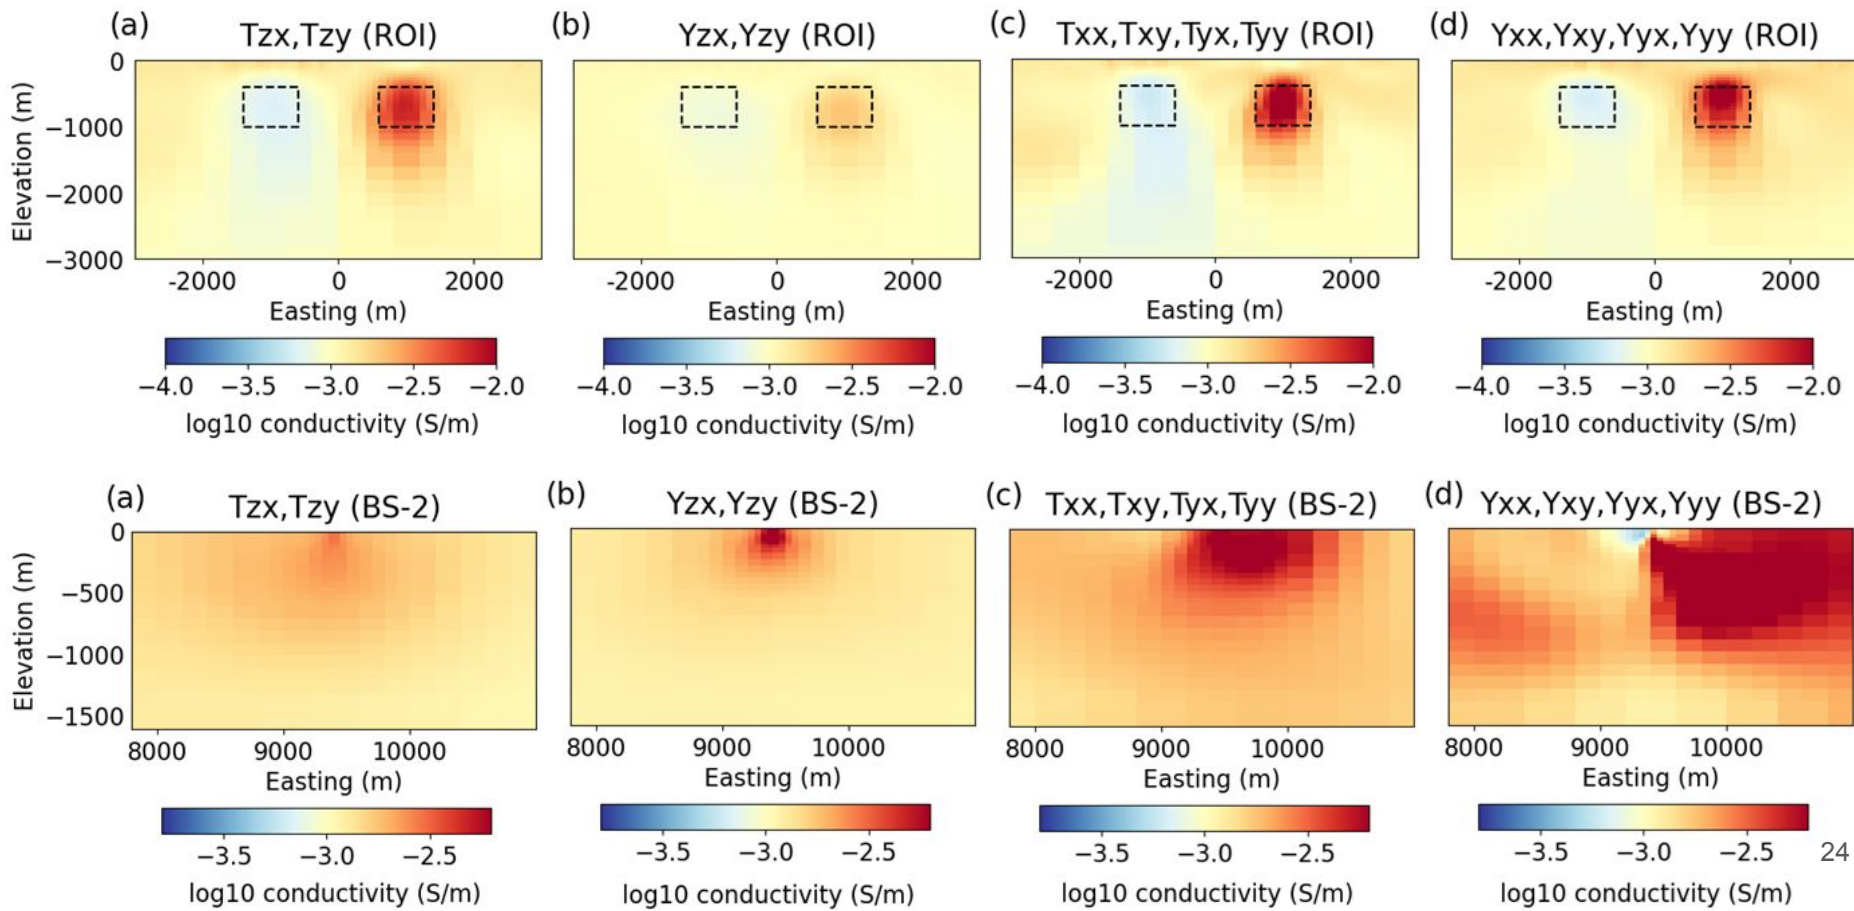 (a) Tzx,Tzy (ROI)
(b) Yzx,Yzy (ROI)
(c) Txx,Txy,Tyx,Tyy (ROI)
(d) Yxx,Yxy,Yyx,Yyy (ROI)
Elevation (m)
0
−1000
−2000
−3000
-2000 0 2000
-2000 0 2000
-2000 0 2000
-2000 0 2000
Easting (m)
Easting (m)
Easting (m)
Easting (m)
−4.0 −3.5 −3.0 −2.5 −2.0
−4.0 −3.5 −3.0 −2.5 −2.0
−4.0 −3.5 −3.0 −2.5 −2.0
−4.0 −3.5 −3.0 −2.5 −2.0
log10 conductivity (S/m)
log10 conductivity (S/m)
log10 conductivity (S/m)
log10 conductivity (S/m)
(a) Tzx,Tzy (BS-2)
(b) Yzx,Yzy (BS-2)
(c) Txx,Txy,Tyx,Tyy (BS-2)
(d) Yxx,Yxy,Yyx,Yyy (BS-2)
Elevation (m)
0
−500
−1000
−1500
8000 9000 10000
8000 9000 10000
8000 9000 10000
8000 9000 10000
Easting (m)
Easting (m)
Easting (m)
Easting (m)
−3.5 −3.0 −2.5
−3.5 −3.0 −2.5
−3.5 −3.0 −2.5
−3.5 −3.0 −2.5
24
log10 conductivity (S/m)
log10 conductivity (S/m)
log10 conductivity (S/m)
log10 conductivity (S/m)